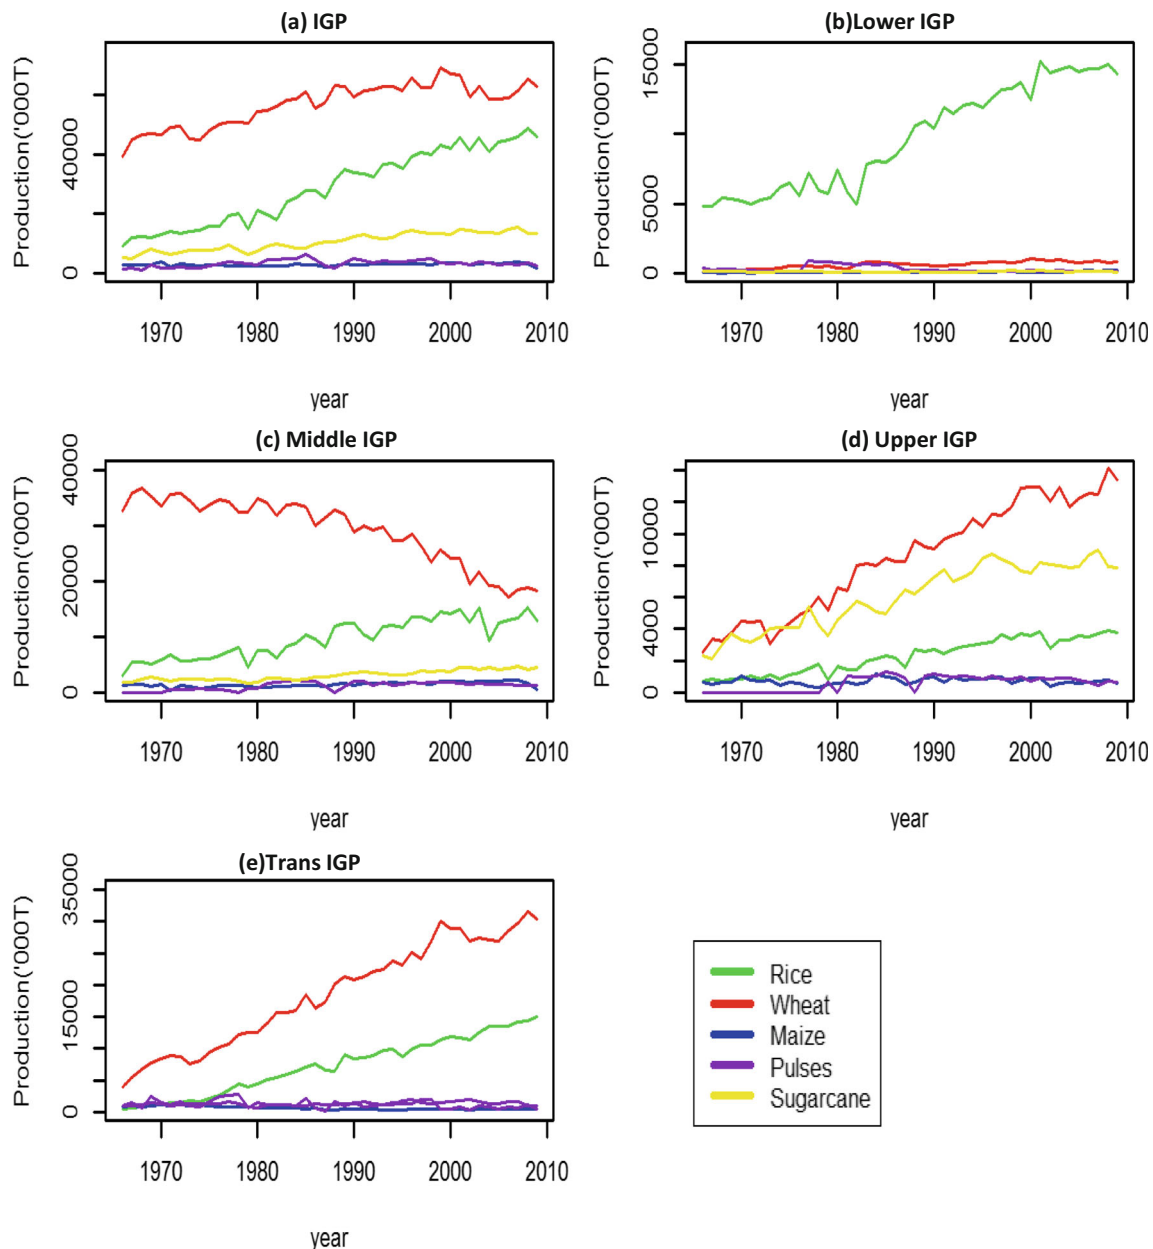 (a) IGP
Production('000T)
0 40000
1970 1980 1990 2000 2010
year
(b)Lower IGP
0 5000 15000
1970 1980 1990 2000 2010
(c) Middle IGP
Production('000T)
0 20000 40000
1970 1980 1990 2000 2010
year
(d) Upper IGP
Production('000T)
0 4000 10000
1970 1980 1990 2000 2010
year
(e)Trans IGP
Production('000T)
0 15000 35000
1970 1980 1990 2000 2010
year
Rice
Wheat
Maize
Pulses
Sugarcane